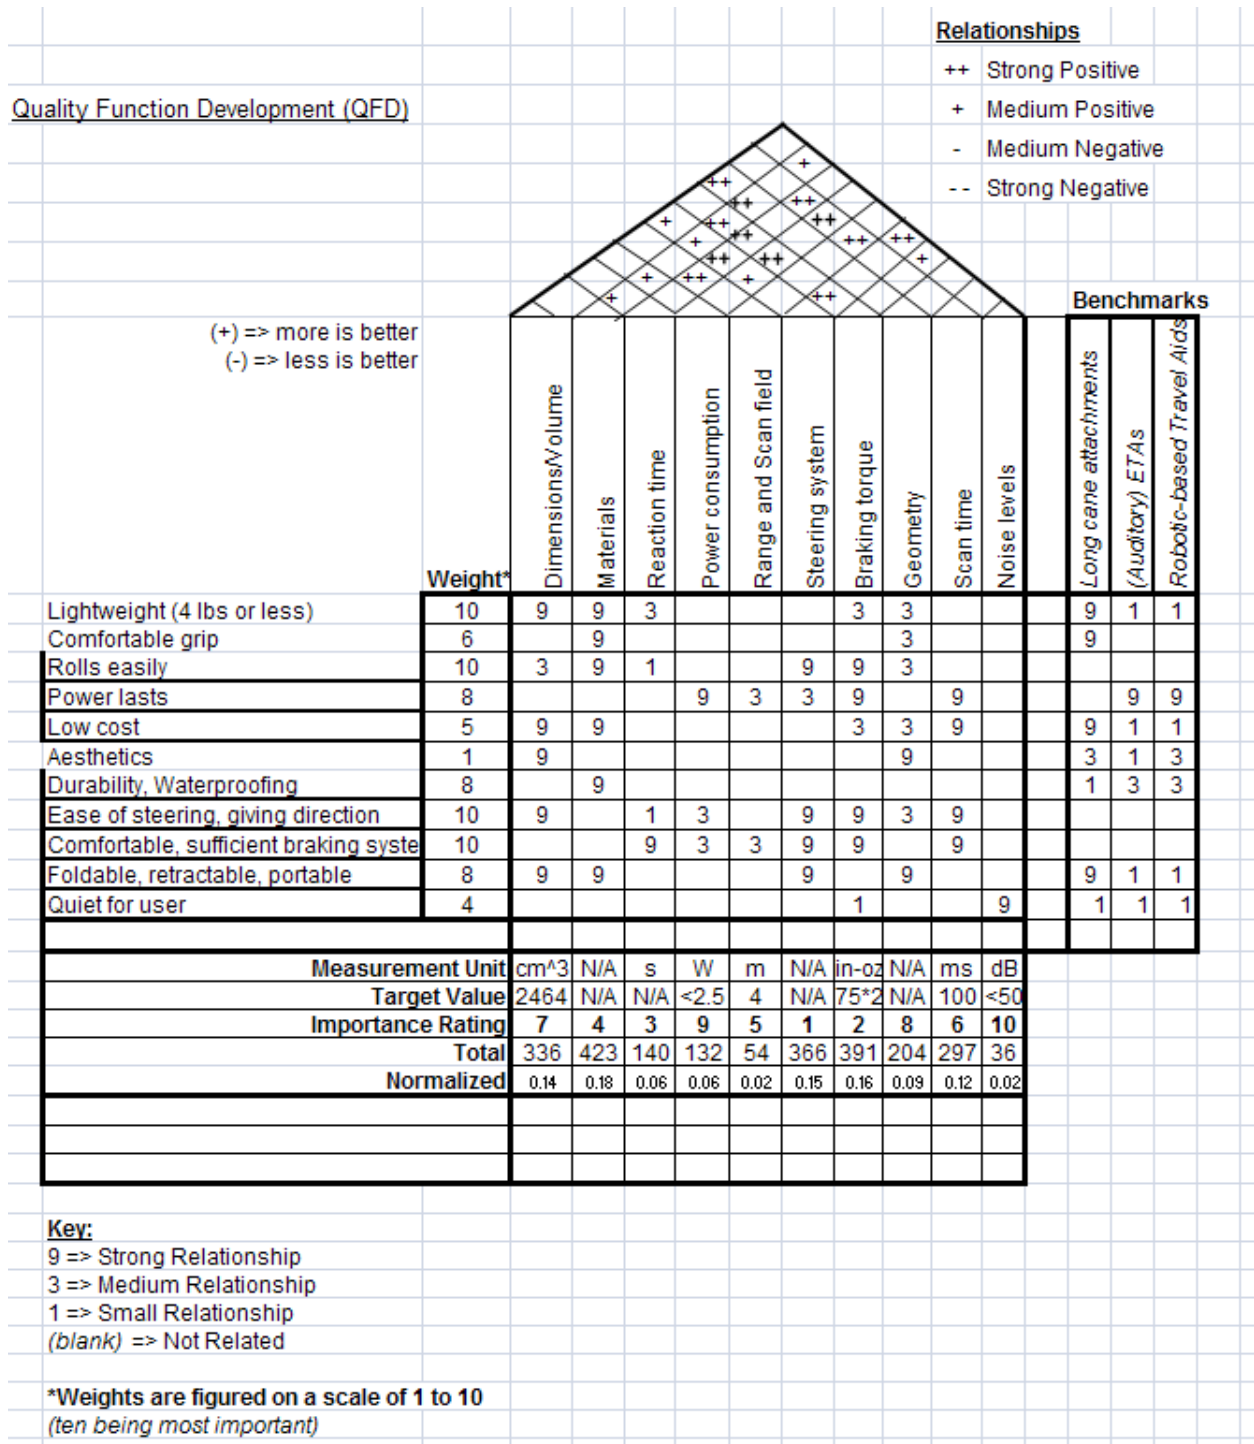 Relationships
++ Strong Positive
+ Medium Positive
- Medium Negative
-- Strong Negative
Quality Function Development (QFD)
+
++
++ ++
+ ++ ++
+ ++ ++ ++
++ ++ +
+ ++ +
+ ++
(+) => more is better
(-) => less is better
Benchmarks
Weight* Dimensions/Volume Materials Reaction time Power consumption Range and Scan field Steering system Braking torque Geometry Scan time Noise levels Long cane attachments (Auditory) ETAs Robotic-based Travel Aids
Lightweight (4 lbs or less) 10 9 9 3 3 3 9 1 1
Comfortable grip 6 9 3 9
Rolls easily 10 3 9 1 9 9 3
Power lasts 8 9 3 3 9 9 9 9
Low cost 5 9 9 3 3 9 9 1 1
Aesthetics 1 9 9 3 1 3
Durability, Waterproofing 8 9 1 3 3
Ease of steering, giving direction 10 9 1 3 9 9 3 9
Comfortable, sufficient braking syste 10 9 3 3 9 9 9
Foldable, retractable, portable 8 9 9 9 9 9 1 1
Quiet for user 4 1 9 1 1 1
Measurement Unit cm^3 N/A s W m N/A in-oz N/A ms dB
Target Value 2464 N/A N/A <2.5 4 N/A 75*2 N/A 100 <50
Importance Rating 7 4 3 9 5 1 2 8 6 10
Total 336 423 140 132 54 366 391 204 297 36
Normalized 0.14 0.18 0.06 0.06 0.02 0.15 0.16 0.09 0.12 0.02
Key:
9 => Strong Relationship
3 => Medium Relationship
1 => Small Relationship
(blank) => Not Related
*Weights are figured on a scale of 1 to 10
(ten being most important)